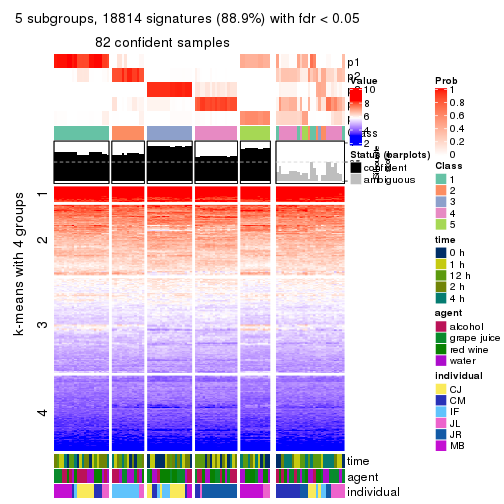 5 subgroups, 18814 signatures (88.9%) with fdr < 0.05
82 confident samples
p1
p2
Value
10
8
6
4
2
Prob
1
0.8
0.6
0.4
0.2
0
Status (barplots)
confident
ambiguous
Class
1
2
3
4
5
time
0 h
1 h
12 h
2 h
4 h
agent
alcohol
grape juice
red wine
water
individual
CJ
CM
IF
JL
JR
MB
k-means with 4 groups
1
2
3
4
time
agent
individual